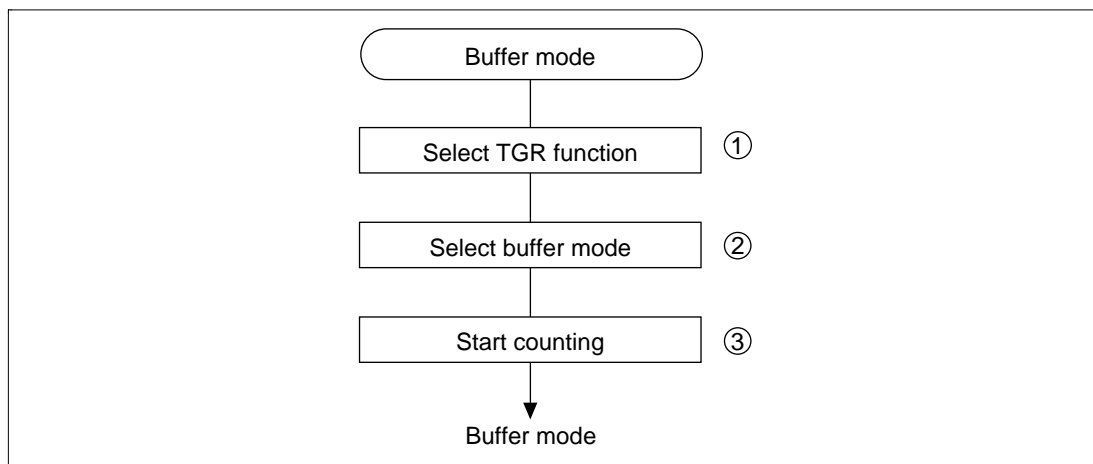 Buffer mode
Select TGR function ①
Select buffer mode ②
Start counting ③
Buffer mode